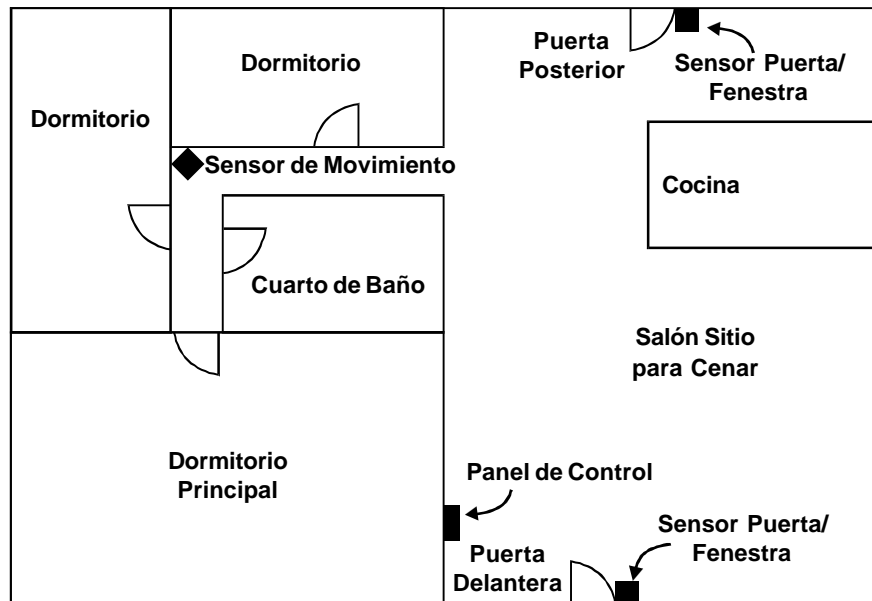 Puerta
Posterior
Sensor Puerta/
Fenestra
Dormitorio
Dormitorio
Sensor de Movimiento
Cocina
Cuarto de Baño
Salón Sitio
para Cenar
Dormitorio
Principal
Panel de Control
Sensor Puerta/
Fenestra
Puerta
Delantera